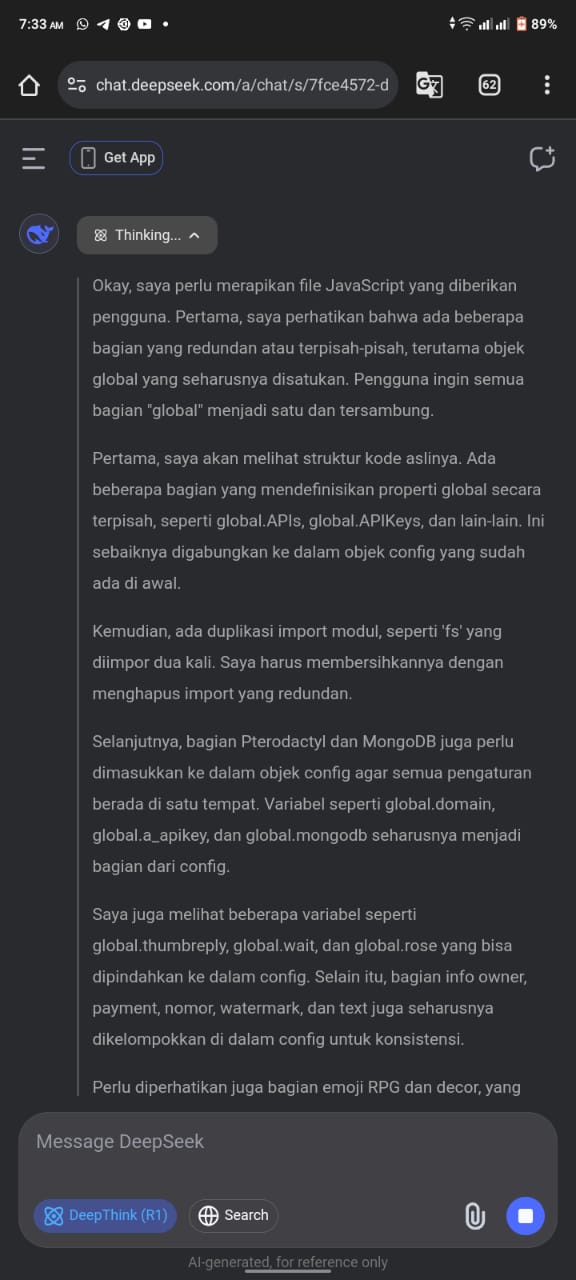 7:33 AM
89%
chat.deepseek.com/a/chat/s/7fce4572-d
62
Get App
Thinking...
Okay, saya perlu merapikan file JavaScript yang diberikan
pengguna. Pertama, saya perhatikan bahwa ada beberapa
bagian yang redundan atau terpisah-pisah, terutama objek
global yang seharusnya disatukan. Pengguna ingin semua
bagian "global" menjadi satu dan tersambung.
Pertama, saya akan melihat struktur kode aslinya. Ada
beberapa bagian yang mendefinisikan properti global secara
terpisah, seperti global.APIs, global.APIKeys, dan lain-lain. Ini
sebaiknya digabungkan ke dalam objek config yang sudah
ada di awal.
Kemudian, ada duplikasi import modul, seperti 'fs' yang
diimpor dua kali. Saya harus membersihkannya dengan
menghapus import yang redundan.
Selanjutnya, bagian Pterodactyl dan MongoDB juga perlu
dimasukkan ke dalam objek config agar semua pengaturan
berada di satu tempat. Variabel seperti global.domain,
global.a_apikey, dan global.mongodb seharusnya menjadi
bagian dari config.
Saya juga melihat beberapa variabel seperti
global.thumbreply, global.wait, dan global.rose yang bisa
dipindahkan ke dalam config. Selain itu, bagian info owner,
payment, nomor, watermark, dan text juga seharusnya
dikelompokkan di dalam config untuk konsistensi.
Perlu diperhatikan juga bagian emoji RPG dan decor, yang
Message DeepSeek
DeepThink (R1)
Search
AI-generated, for reference only